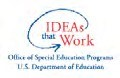 IDEAs
that Work
Office of Special Education Programs
U.S. Department of Education